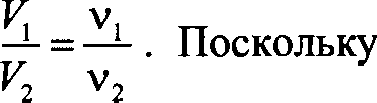 V₁/V₂ = ν₁/ν₂. Поскольку